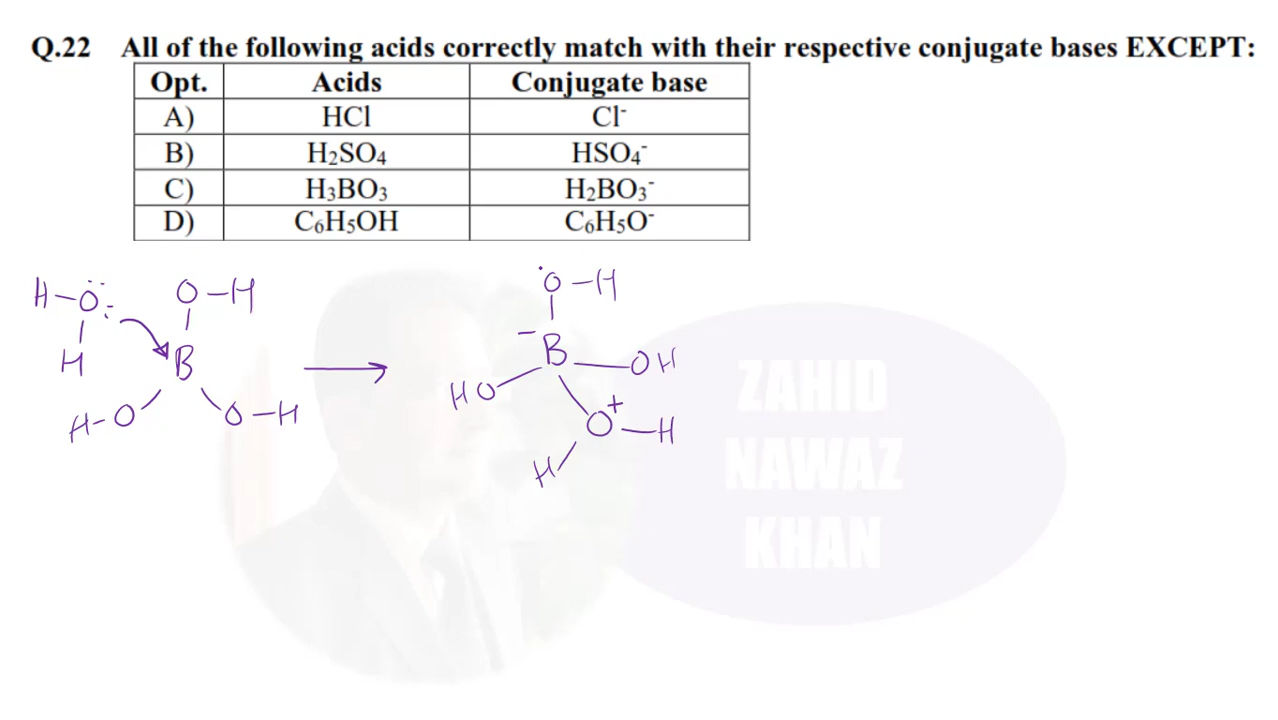 Q.22 All of the following acids correctly match with their respective conjugate bases EXCEPT:
Opt. Acids Conjugate base
A) HCl Cl⁻
B) H₂SO₄ HSO₄⁻
C) H₃BO₃ H₂BO₃⁻
D) C₆H₅OH C₆H₅O⁻
H-Ö: O-H → O-H
H B ⁻B OH
H-O O-H HO O⁺-H
H
ZAHID
NAWAZ
KHAN